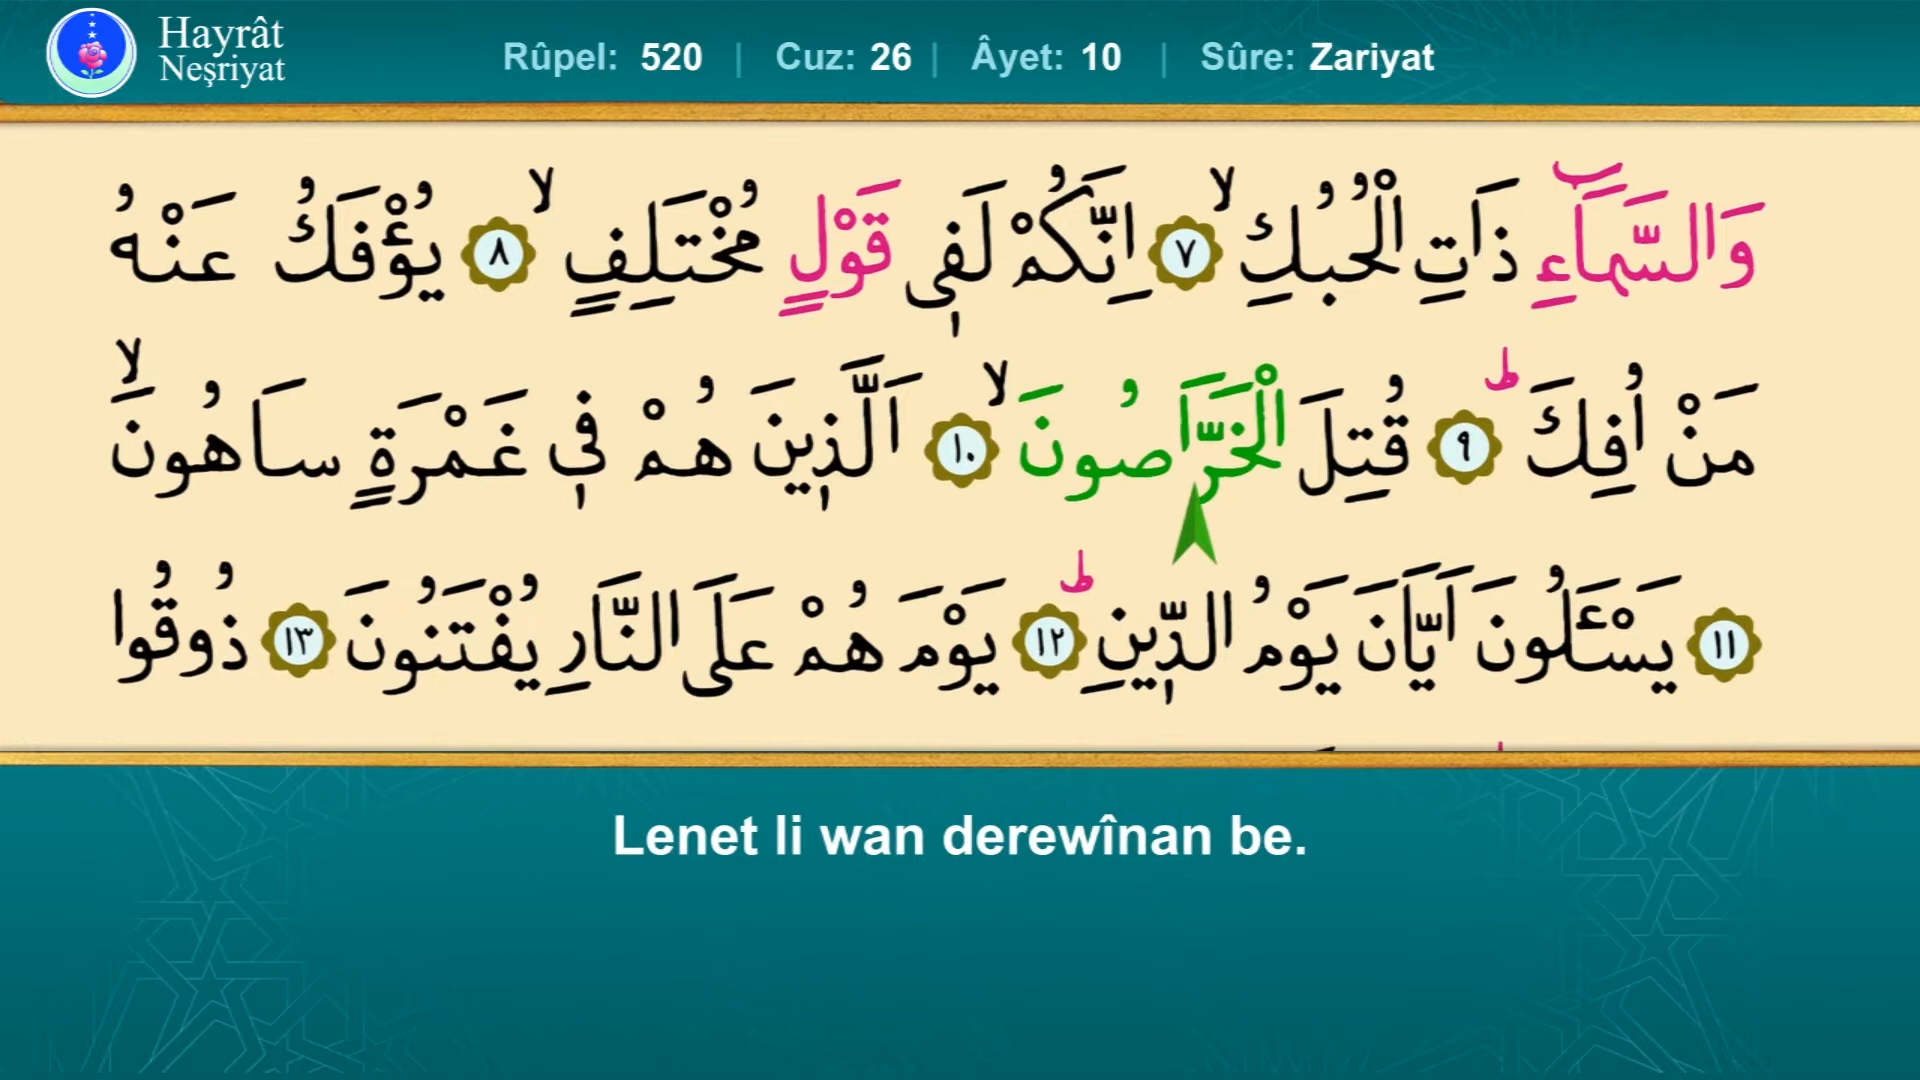 Hayrât
Neşriyat
Rûpel: 520 | Cuz: 26 | Âyet: 10 | Sûre: Zariyat
وَالسَّمَٓاءِ ذَاتِ الْحُبُكِۙ ﴿٧﴾ اِنَّكُمْ لَفٖى قَوْلٍ مُخْتَلِفٍۙ ﴿٨﴾ يُؤْفَكُ عَنْهُ
مَنْ اُفِكَۜ ﴿٩﴾ قُتِلَ الْخَرَّاصُونَۙ ﴿١٠﴾ اَلَّذٖينَ هُمْ فٖى غَمْرَةٍ سَاهُونَۙ
﴿١١﴾ يَسْـَٔلُونَ اَيَّانَ يَوْمُ الدّٖينِۜ ﴿١٢﴾ يَوْمَ هُمْ عَلَى النَّارِ يُفْتَنُونَ ﴿١٣﴾ ذُوقُوا
Lenet li wan derewînan be.